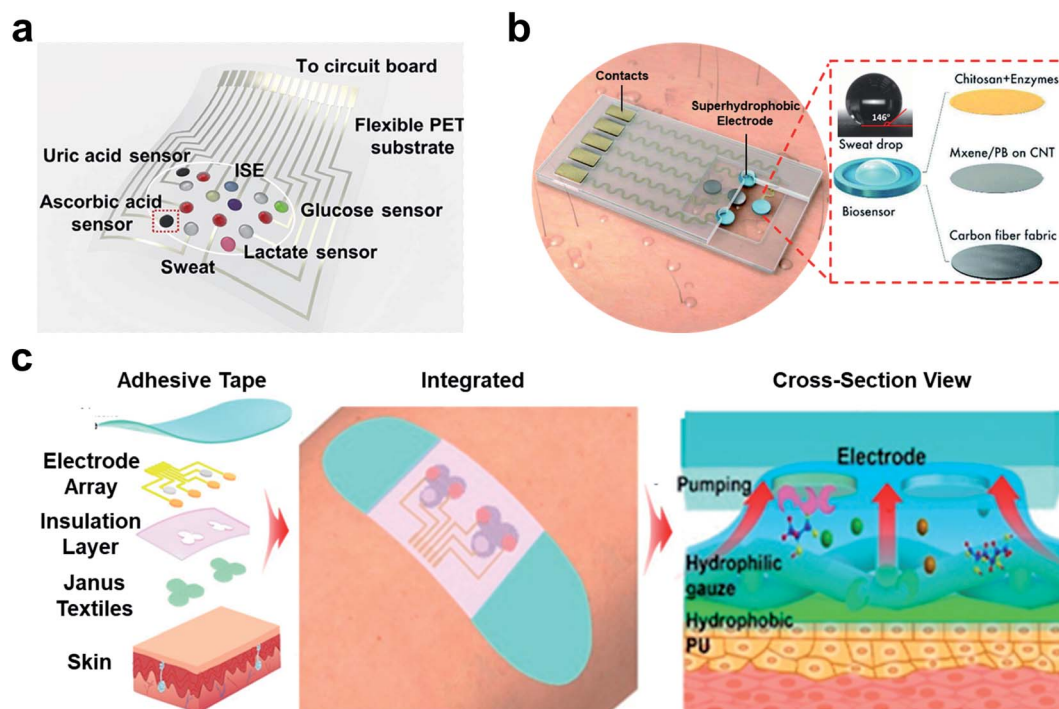 a
To circuit board
Flexible PET
substrate
Uric acid sensor
ISE
Ascorbic acid
sensor
Glucose sensor
Lactate sensor
Sweat
b
Contacts
Superhydrophobic
Electrode
146°
Sweat drop
Biosensor
Chitosan+Enzymes
Mxene/PB on CNT
Carbon fiber fabric
c
Adhesive Tape
Electrode
Array
Insulation
Layer
Janus
Textiles
Skin
Integrated
Cross-Section View
Electrode
Pumping
Hydrophilic
gauze
Hydrophobic
PU